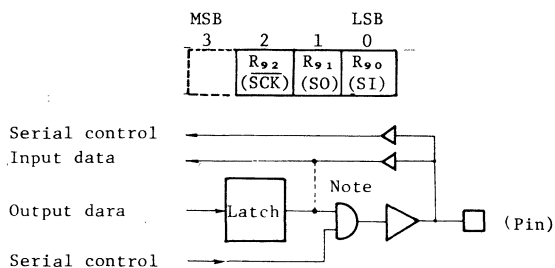 MSB LSB
3 2 1 0
R₉₂ R₉₁ R₉₀
(S̅C̅K̅) (SO) (SI)
Serial control
Input data
Note
Output dara Latch (Pin)
Serial control